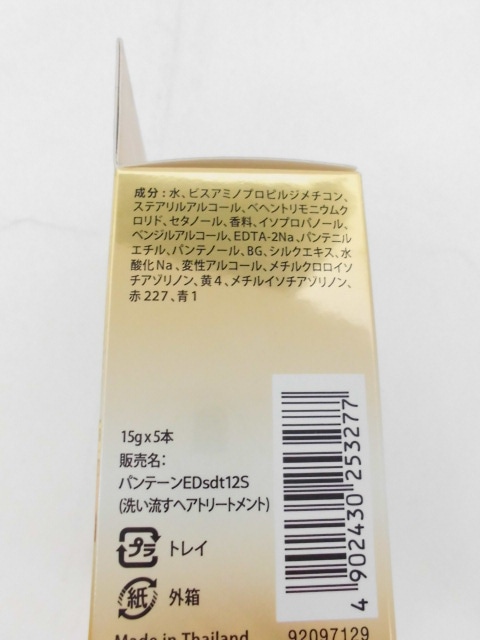 成分：水、ビスアミノプロピルジメチコン、
ステアリルアルコール、ベヘントリモニウムク
ロリド、セタノール、香料、イソプロパノール、
ベンジルアルコール、EDTA-2Na、パンテニル
エチル、パンテノール、BG、シルクエキス、水
酸化Na、変性アルコール、メチルクロロイソ
チアゾリノン、黄4、メチルイソチアゾリノン、
赤227、青1
15g x 5本
販売名：
パンテーンEDsdt12S
(洗い流すヘアトリートメント)
プラ トレイ
紙 外箱
Made in Thailand
4 902430 253277
92097129